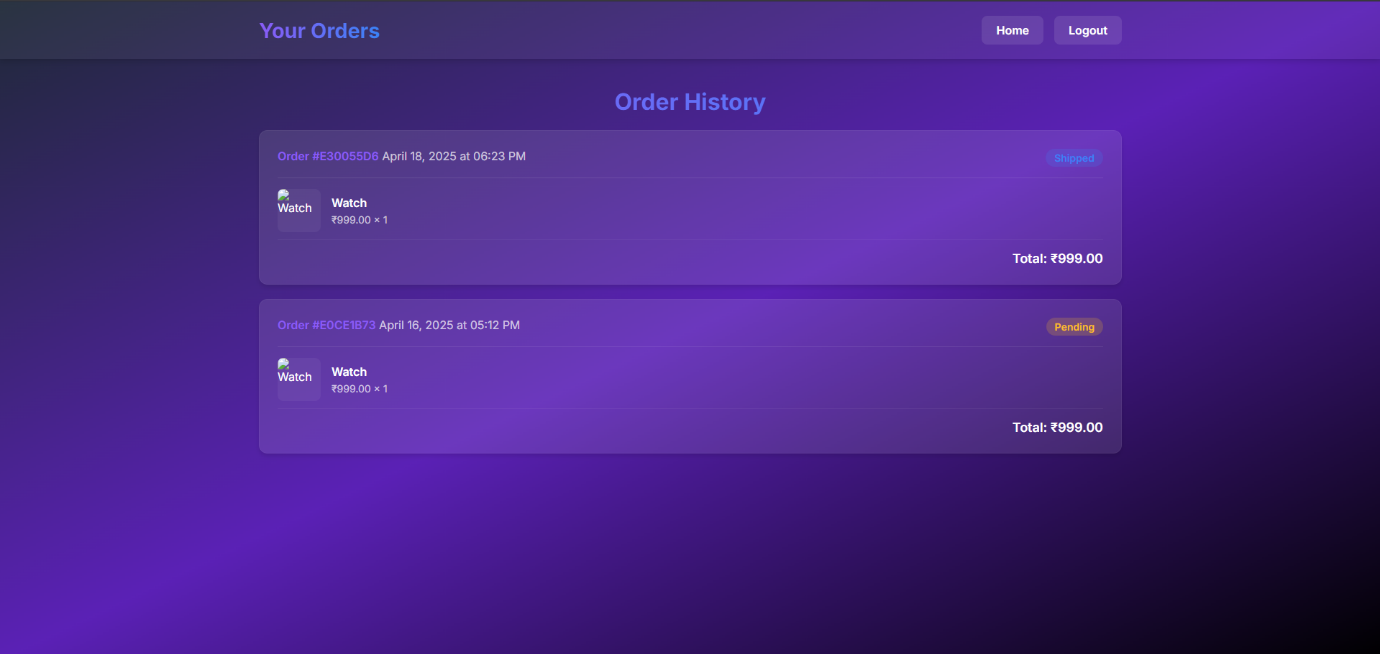 Your Orders
Home
Logout
Order History
Order #E30055D6 April 18, 2025 at 06:23 PM
Shipped
Watch
Watch
₹999.00 × 1
Total: ₹999.00
Order #E0CE1B73 April 16, 2025 at 05:12 PM
Pending
Watch
Watch
₹999.00 × 1
Total: ₹999.00